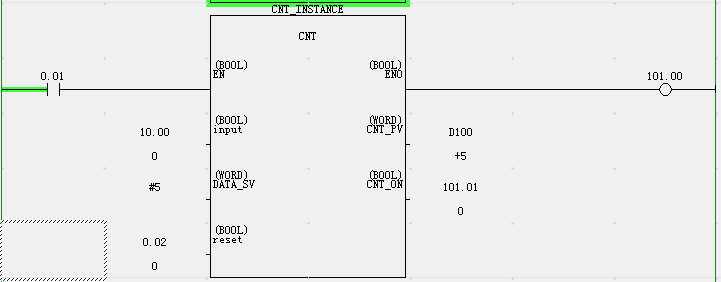 CNT_INSTANCE
CNT
0.01
(BOOL)
EN
(BOOL)
ENO
101.00
10.00
0
(BOOL)
input
(WORD)
CNT_PV
D100
+5
#5
(WORD)
DATA_SV
(BOOL)
CNT_ON
101.01
0
0.02
0
(BOOL)
reset